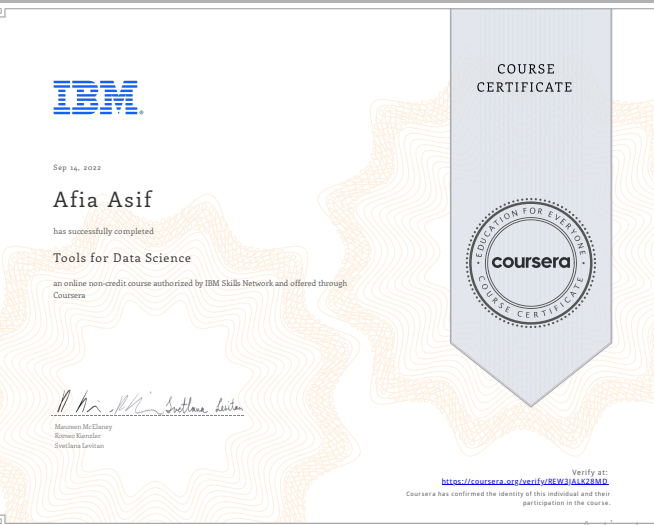 COURSE
CERTIFICATE
IBM®
Sep 14, 2022
Afia Asif
has successfully completed
Tools for Data Science
an online non-credit course authorized by IBM Skills Network and offered through
Coursera
EDUCATION FOR EVERYONE
coursera
COURSE CERTIFICATE
Svetlana Levitan
Maureen McElaney
Romeo Kienzler
Svetlana Levitan
Verify at:
https://coursera.org/verify/REW3JALK28MD
Coursera has confirmed the identity of this individual and their
participation in the course.